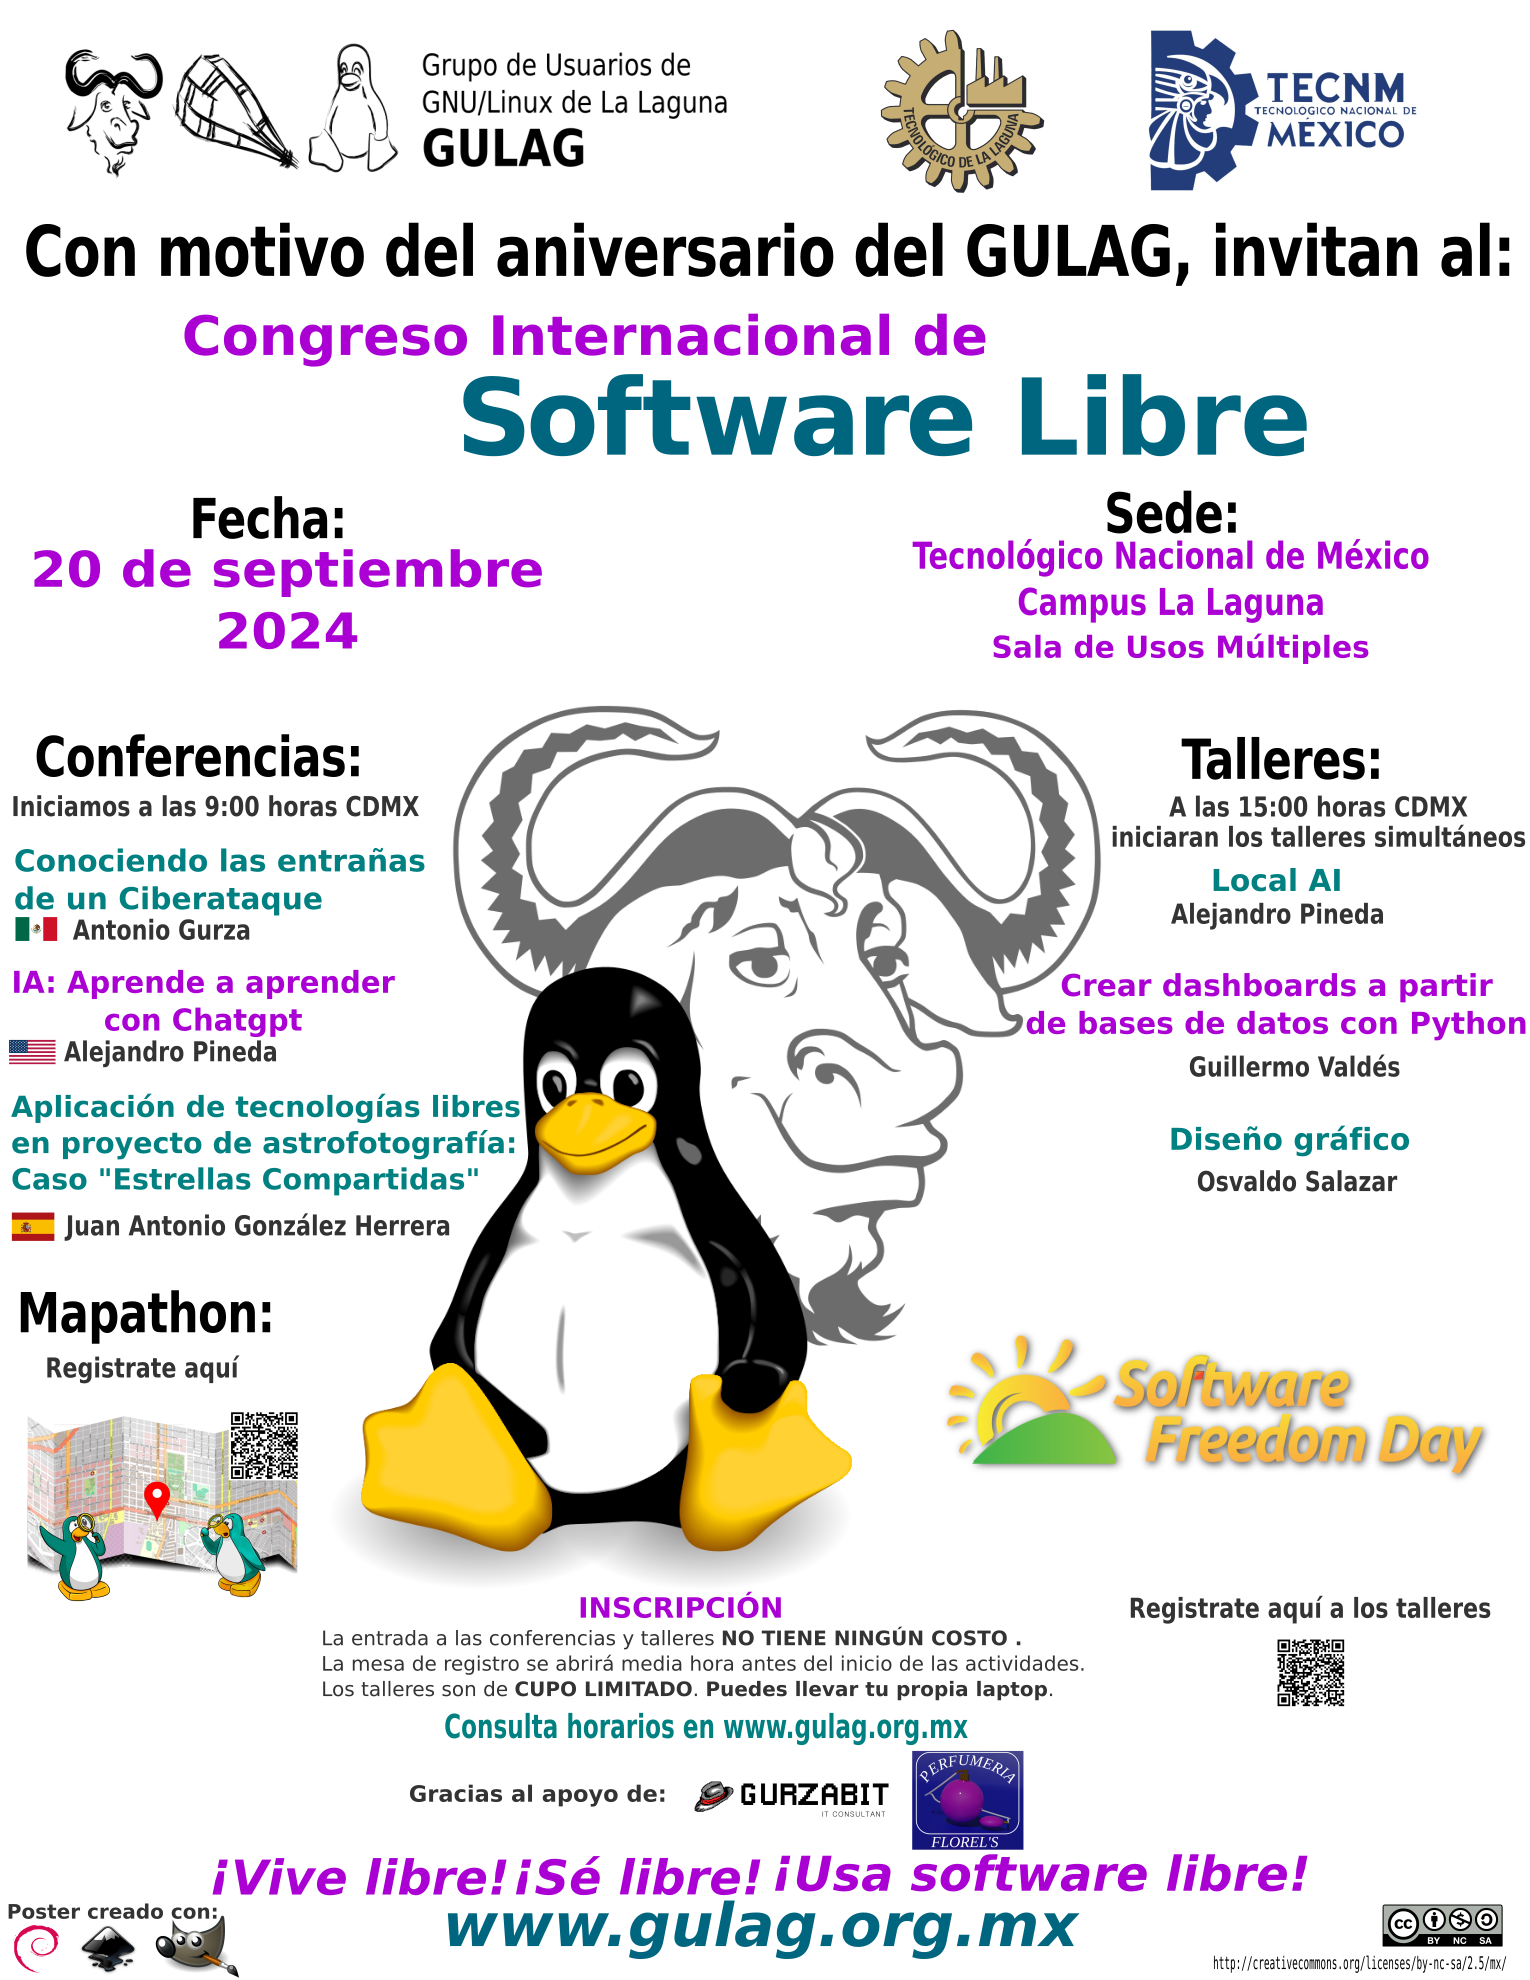 Grupo de Usuarios de
GNU/Linux de La Laguna
GULAG
TECNOLÓGICO DE LA LAGUNA
TECNM
TECNOLÓGICO NACIONAL DE
MÉXICO
Con motivo del aniversario del GULAG, invitan al:
Congreso Internacional de
Software Libre
Fecha:
20 de septiembre
2024
Sede:
Tecnológico Nacional de México
Campus La Laguna
Sala de Usos Múltiples
Conferencias:
Iniciamos a las 9:00 horas CDMX
Conociendo las entrañas
de un Ciberataque
Antonio Gurza
IA: Aprende a aprender
con Chatgpt
Alejandro Pineda
Aplicación de tecnologías libres
en proyecto de astrofotografía:
Caso "Estrellas Compartidas"
Juan Antonio González Herrera
Talleres:
A las 15:00 horas CDMX
iniciaran los talleres simultáneos
Local AI
Alejandro Pineda
Crear dashboards a partir
de bases de datos con Python
Guillermo Valdés
Diseño gráfico
Osvaldo Salazar
Mapathon:
Registrate aquí
Software
Freedom Day
INSCRIPCIÓN
La entrada a las conferencias y talleres NO TIENE NINGÚN COSTO .
La mesa de registro se abrirá media hora antes del inicio de las actividades.
Los talleres son de CUPO LIMITADO. Puedes llevar tu propia laptop.
Consulta horarios en www.gulag.org.mx
Registrate aquí a los talleres
Gracias al apoyo de:
GURZABIT
IT CONSULTANT
PERFUMERIA
FLOREL'S
¡Vive libre! ¡Sé libre! ¡Usa software libre!
www.gulag.org.mx
Poster creado con:
cc
BY NC SA
http://creativecommons.org/licenses/by-nc-sa/2.5/mx/